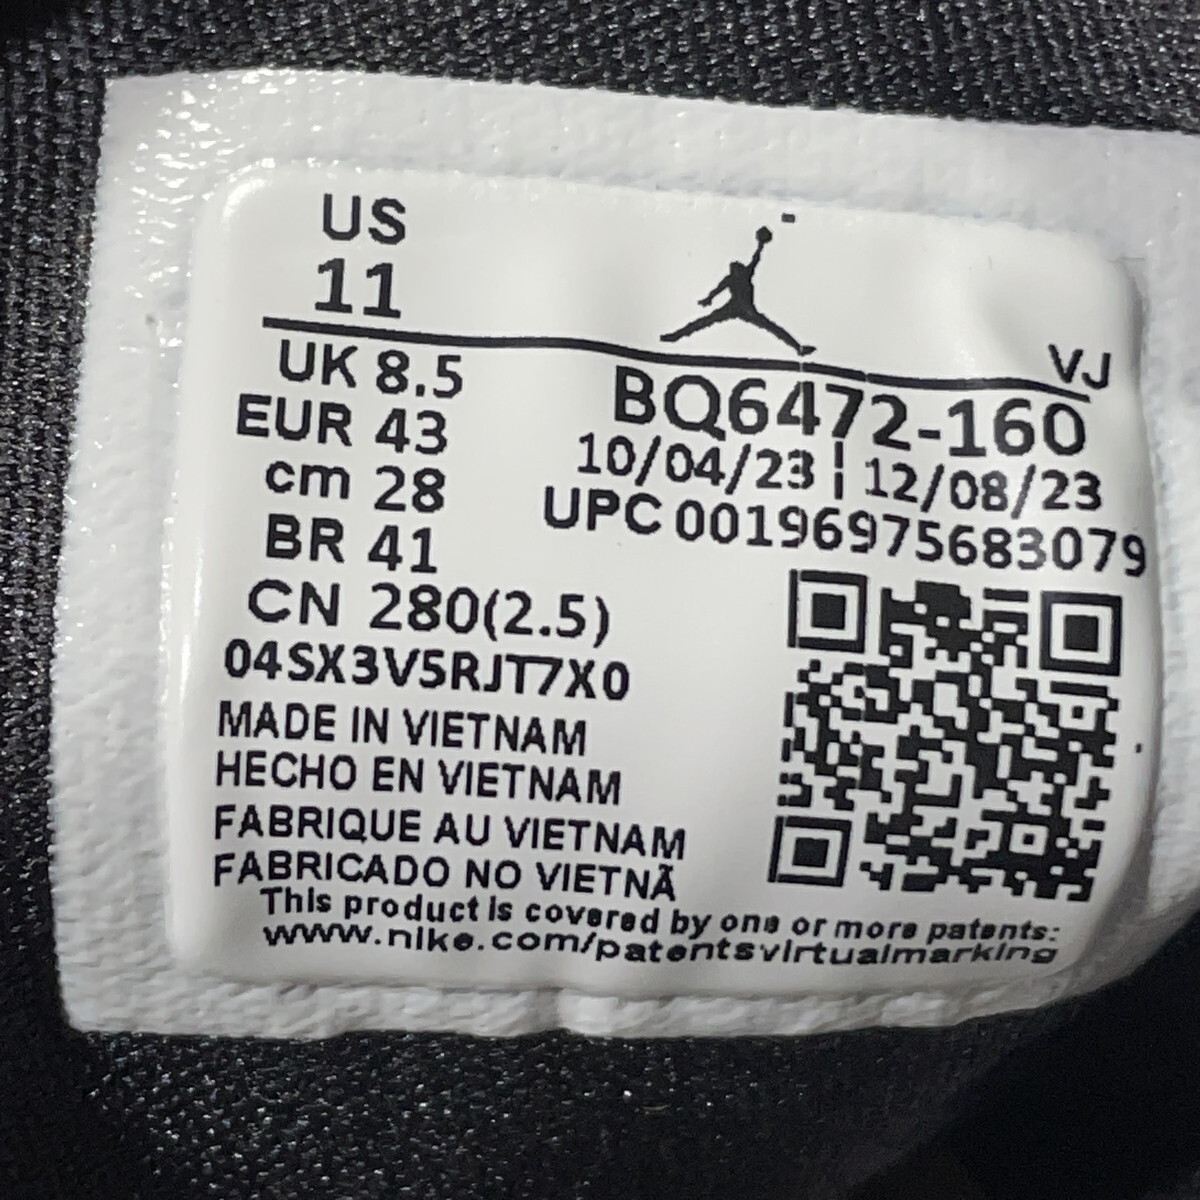 US
11
VJ
UK 8.5
EUR 43
cm 28
BR 41
CN 280(2.5)
BQ6472-160
10/04/23 | 12/08/23
UPC 00196975683079
04SX3V5RJT7X0
MADE IN VIETNAM
HECHO EN VIETNAM
FABRIQUE AU VIETNAM
FABRICADO NO VIETNÃ
This product is covered by one or more patents:
www.nike.com/patentsvirtualmarking